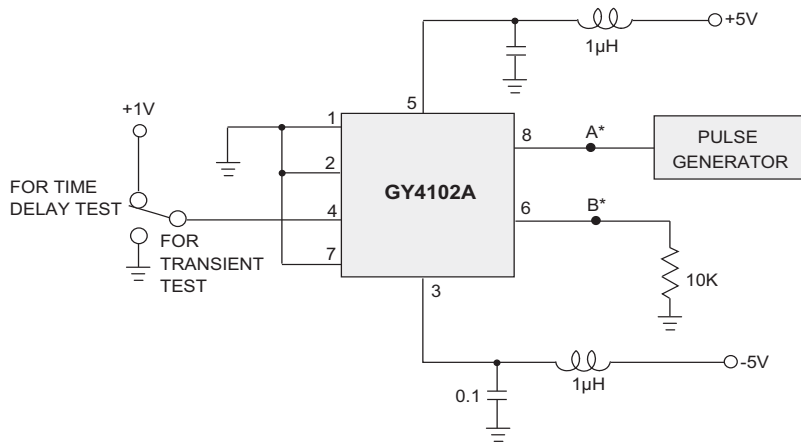 +5V
1µH
+1V
5
1
8
A*
PULSE
GENERATOR
2
FOR TIME
DELAY TEST
GY4102A
4
6
B*
FOR
TRANSIENT
TEST
7
10K
3
-5V
1µH
0.1